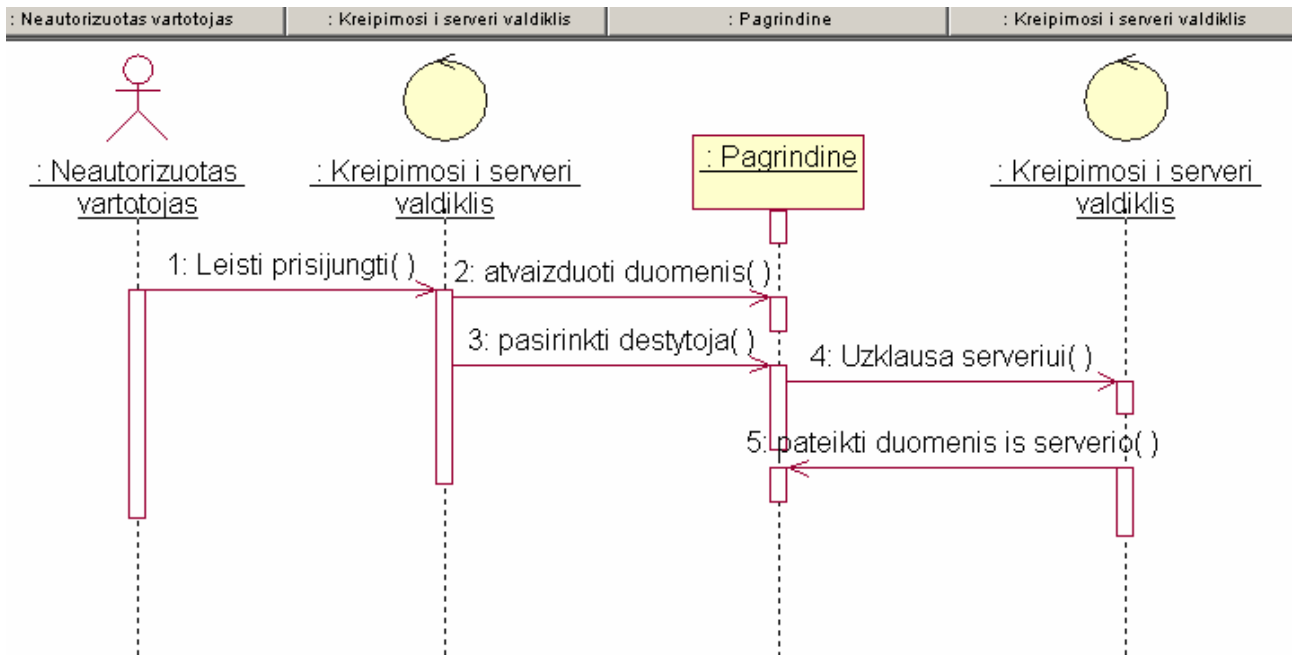 : Neautorizuotas vartotojas
: Kreipimosi i serveri valdiklis
: Pagrindine
: Kreipimosi i serveri valdiklis
: Neautorizuotas
vartotojas
: Kreipimosi i serveri
valdiklis
: Pagrindine
: Kreipimosi i serveri
valdiklis
1: Leisti prisijungti( )
2: atvaizduoti duomenis( )
3: pasirinkti destytoja( )
4: Uzklausa serveriui( )
5: pateikti duomenis is serverio( )